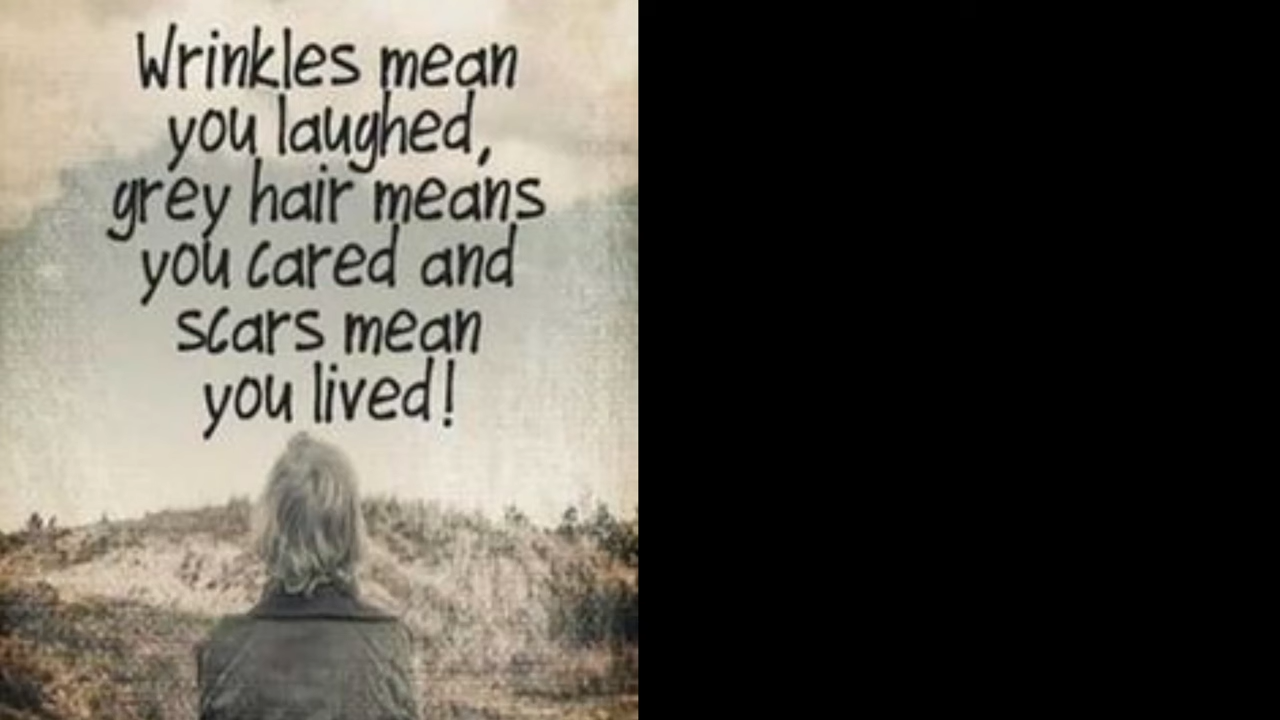 Wrinkles mean
you laughed,
grey hair means
you cared and
scars mean
you lived!